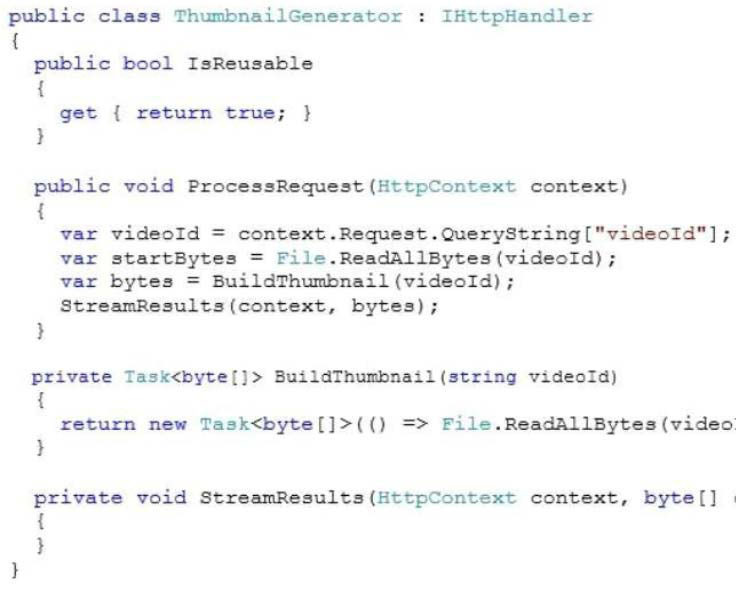 public class ThumbnailGenerator : IHttpHandler
{
  public bool IsReusable
  {
    get { return true; }
  }

  public void ProcessRequest(HttpContext context)
  {
    var videoId = context.Request.QueryString["videoId"];
    var startBytes = File.ReadAllBytes(videoId);
    var bytes = BuildThumbnail(videoId);
    StreamResults(context, bytes);
  }

  private Task<byte[]> BuildThumbnail(string videoId)
  {
    return new Task<byte[]>(() => File.ReadAllBytes(video
  }

  private void StreamResults(HttpContext context, byte[]
  {
  }
}